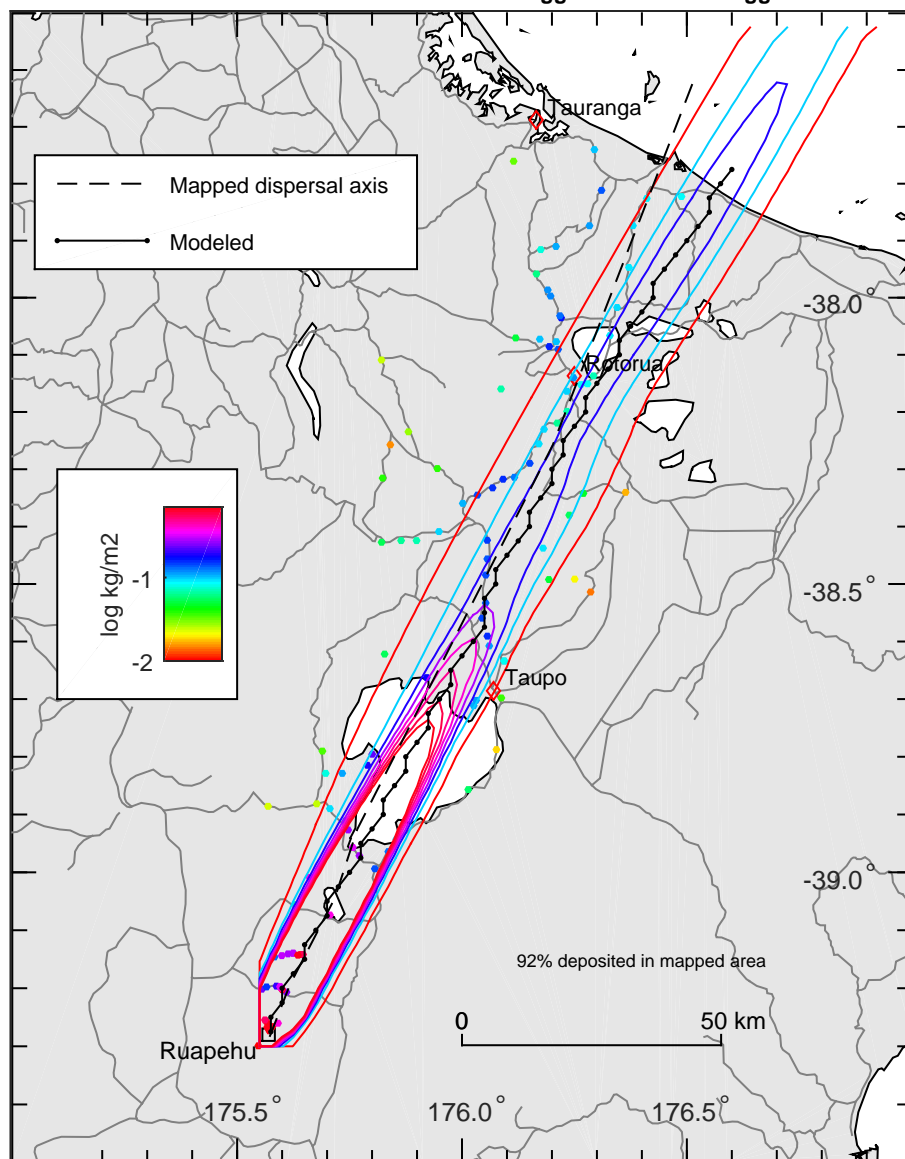 Tauranga
Mapped dispersal axis
Modeled
-38.0°
Rotorua
log kg/m2
-1
-2
-38.5°
Taupo
-39.0°
92% deposited in mapped area
0
50 km
Ruapehu
175.5°
176.0°
176.5°